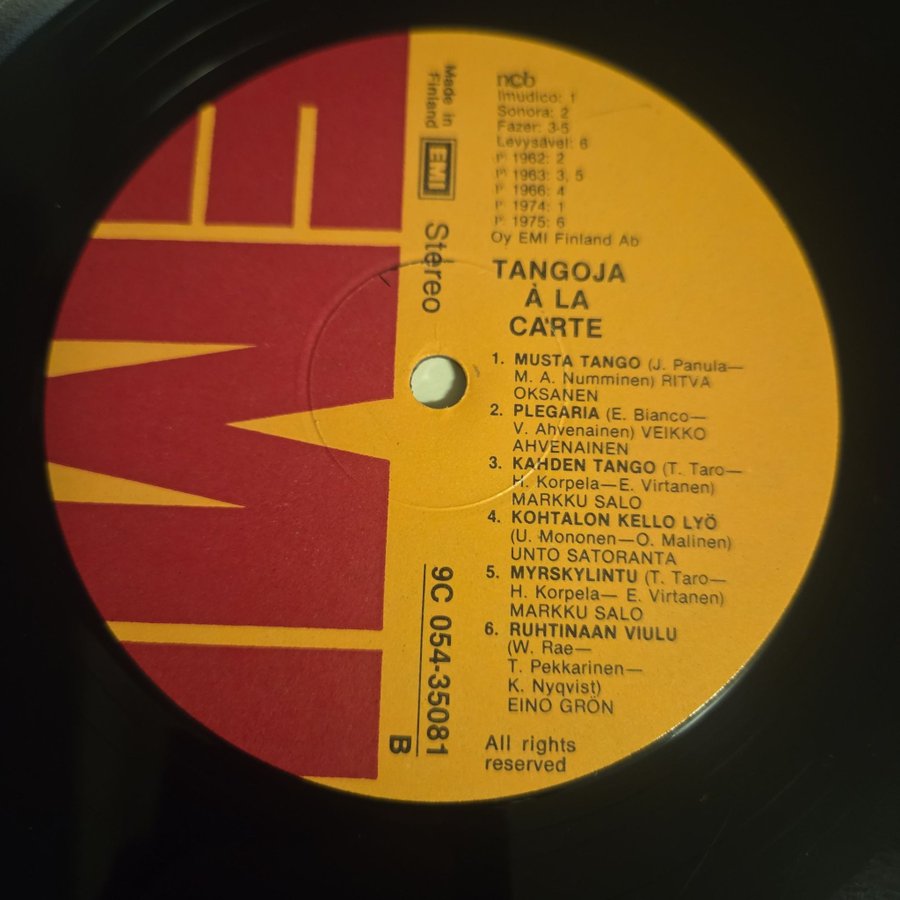 EMI
Made in
Finland
EMI
Stereo
9C 054-35081
B
ncb
Imudico: 1
Sonora: 2
Fazer: 3-5
Levysävel: 6
℗ 1962: 2
℗ 1963: 3, 5
℗ 1966: 4
℗ 1974: 1
℗ 1975: 6
Oy EMI Finland Ab
TANGOJA
À LA
CARTE
1. MUSTA TANGO (J. Panula—
M. A. Numminen) RITVA
OKSANEN
2. PLEGARIA (E. Bianco—
V. Ahvenainen) VEIKKO
AHVENAINEN
3. KAHDEN TANGO (T. Taro—
H. Korpela—E. Virtanen)
MARKKU SALO
4. KOHTALON KELLO LYÖ
(U. Mononen—O. Malinen)
UNTO SATORANTA
5. MYRSKYLINTU (T. Taro—
H. Korpela— E. Virtanen)
MARKKU SALO
6. RUHTINAAN VIULU
(W. Rae—
T. Pekkarinen—
K. Nyqvist)
EINO GRÖN
All rights
reserved